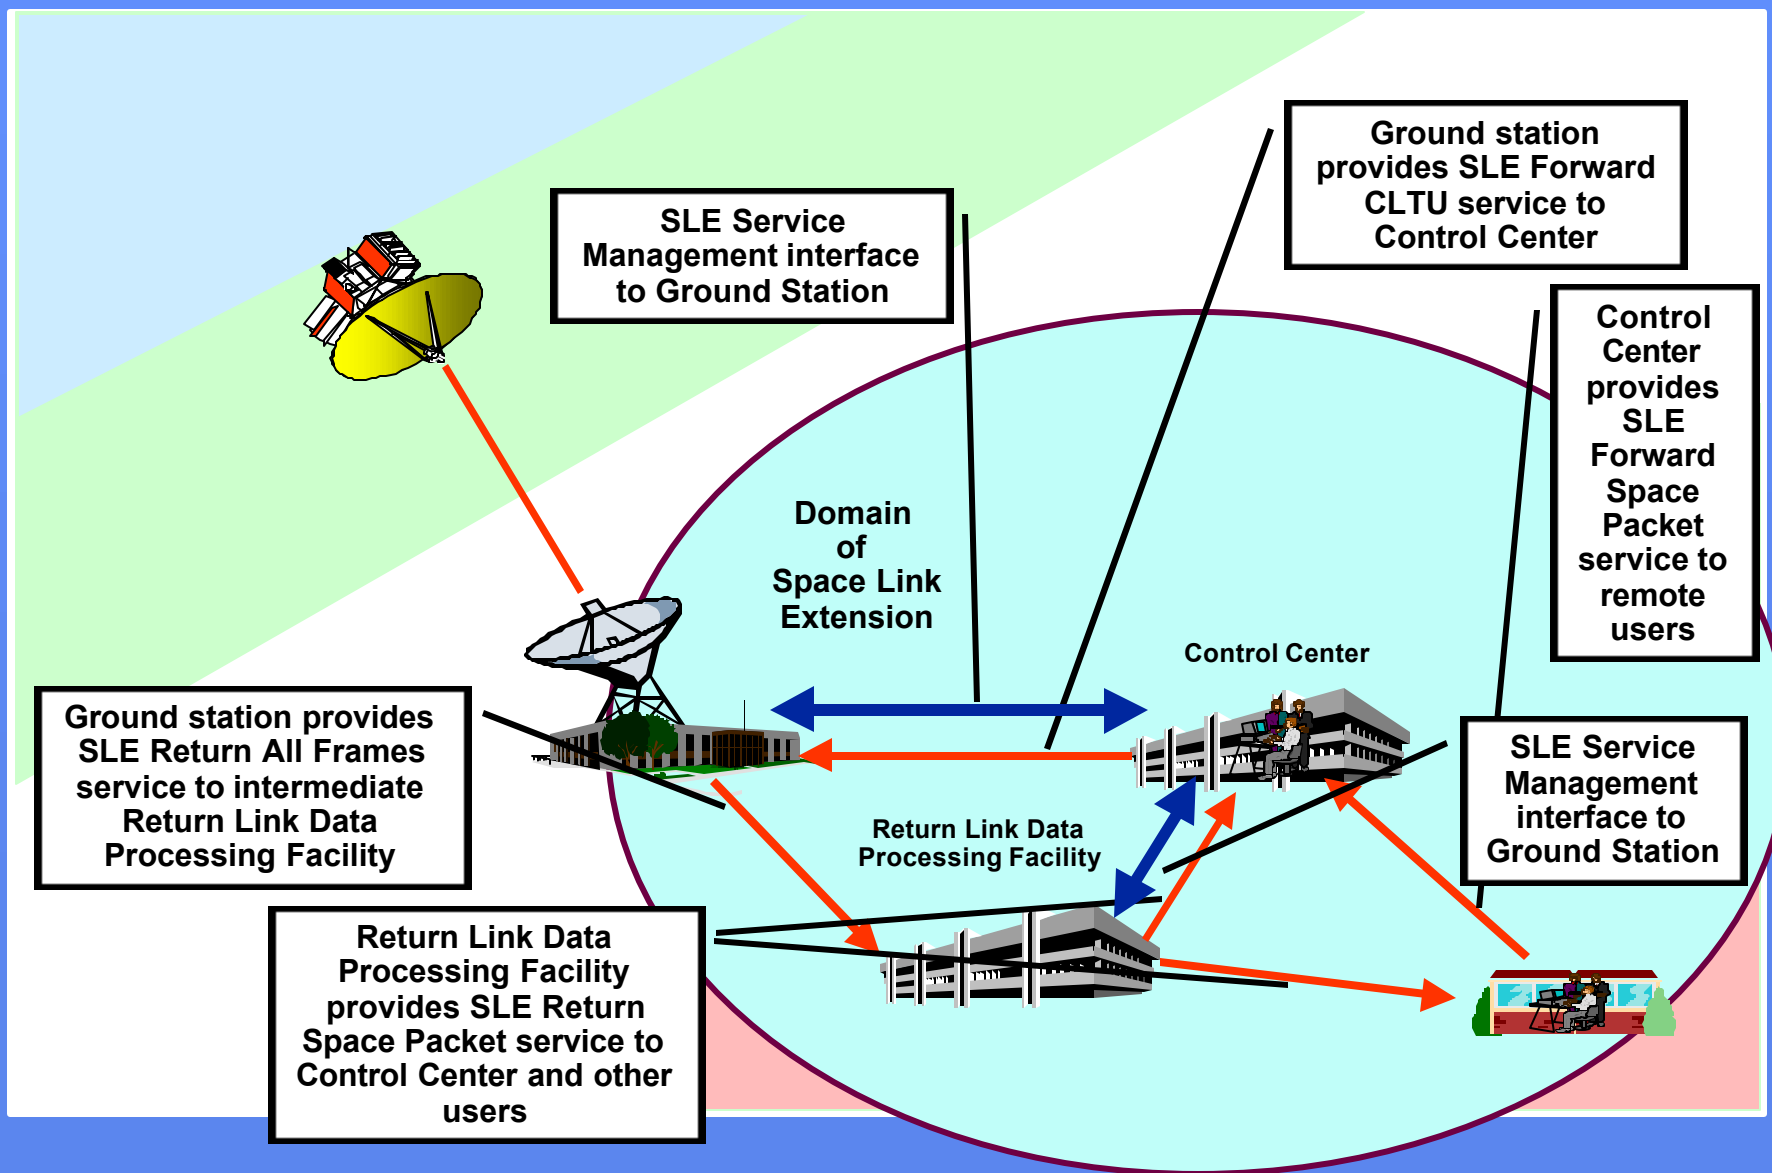 Ground station
provides SLE Forward
CLTU service to
Control Center
SLE Service
Management interface
to Ground Station
Control
Center
provides
SLE
Forward
Space
Packet
service to
remote
users
Domain
of
Space Link
Extension
Control Center
Ground station provides
SLE Return All Frames
service to intermediate
Return Link Data
Processing Facility
SLE Service
Management
interface to
Ground Station
Return Link Data
Processing Facility
Return Link Data
Processing Facility
provides SLE Return
Space Packet service to
Control Center and other
users